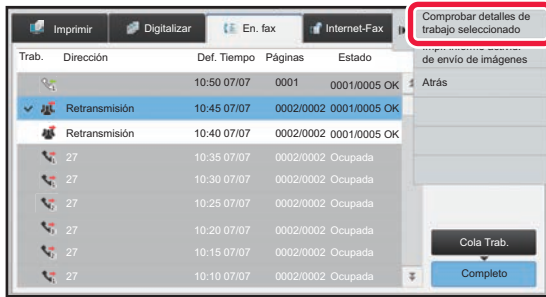 Imprimir Digitalizar En. fax Internet-Fax
Comprobar detalles de
trabajo seleccionado
de envío de imágenes
Atrás
Trab. Dirección Def. Tiempo Páginas Estado
10:50 07/07 0001 0001/0005 OK
Retransmisión 10:45 07/07 0002/0002 0001/0005 OK
Retransmisión 10:40 07/07 0002/0002 0001/0005 OK
27 10:35 07/07 0002/0002 Ocupada
27 10:30 07/07 0002/0002 Ocupada
27 10:25 07/07 0002/0002 Ocupada
27 10:20 07/07 0002/0002 Ocupada
27 10:15 07/07 0002/0002 Ocupada
27 10:10 07/07 0002/0002 Ocupada
Cola Trab.
Completo